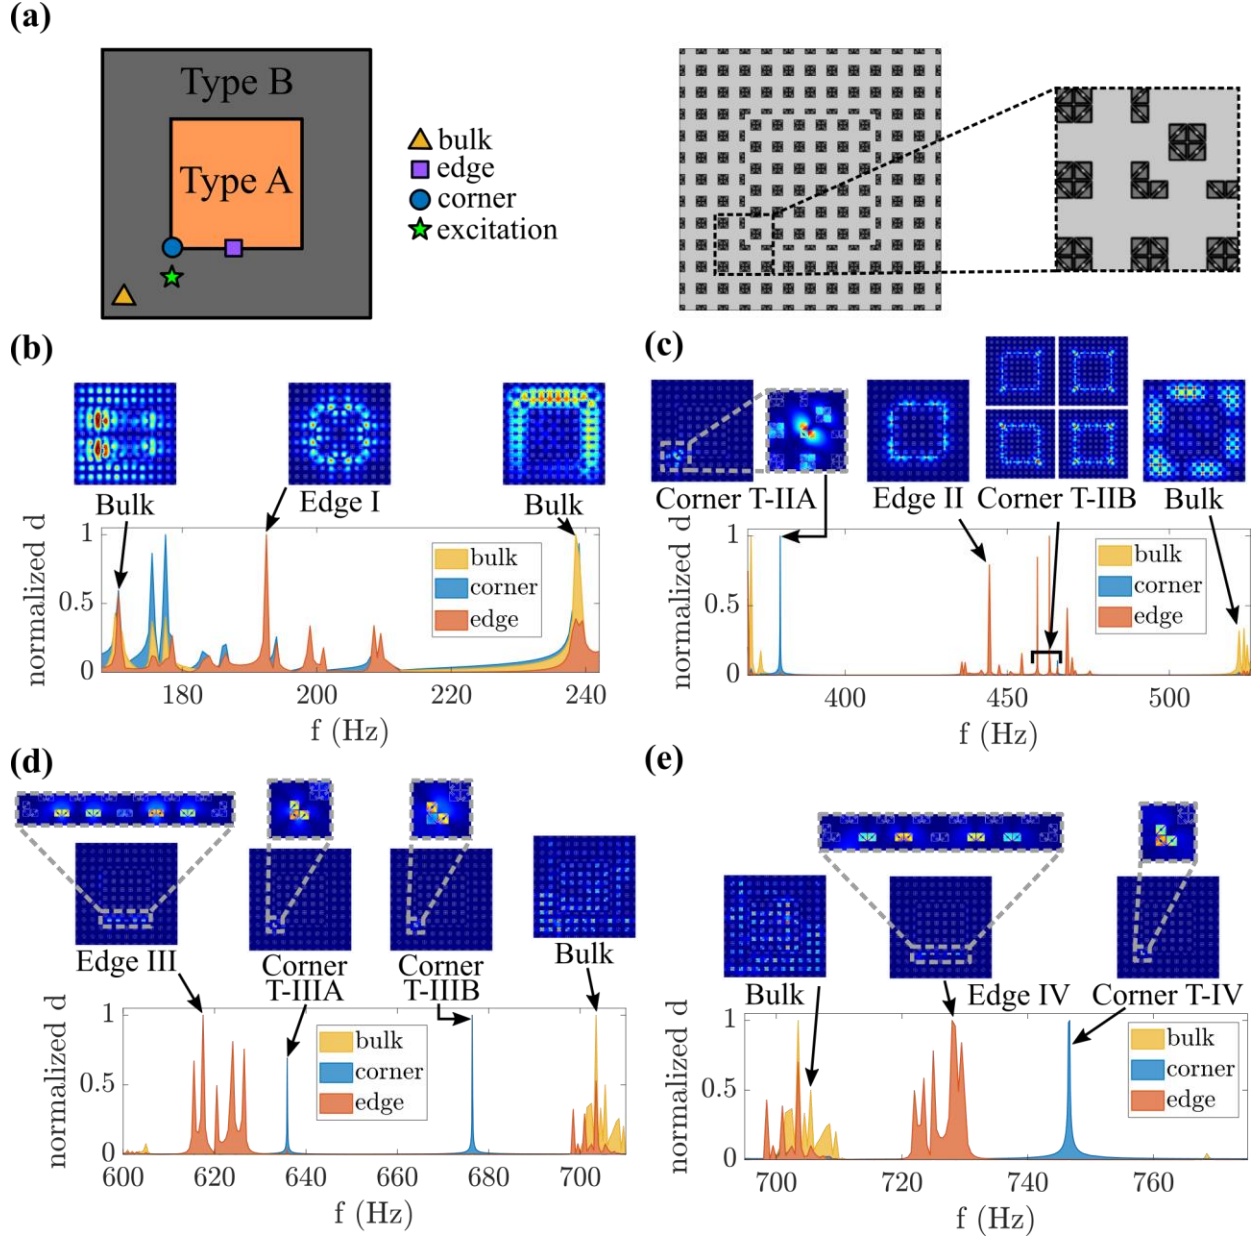 (a)
Type B
Type A
bulk
edge
corner
excitation
(b)
Bulk
Edge I
Bulk
normalized d
1
0.5
0
bulk
corner
edge
180
200
220
240
f (Hz)
(c)
Corner T-IIA
Edge II
Corner T-IIB
Bulk
normalized d
1
0.5
0
bulk
corner
edge
400
450
500
f (Hz)
(d)
Edge III
Corner
T-IIIA
Corner
T-IIIB
Bulk
normalized d
1
0.5
0
bulk
corner
edge
600
620
640
660
680
700
f (Hz)
(e)
Bulk
Edge IV
Corner T-IV
normalized d
1
0.5
0
bulk
corner
edge
700
720
740
760
f (Hz)